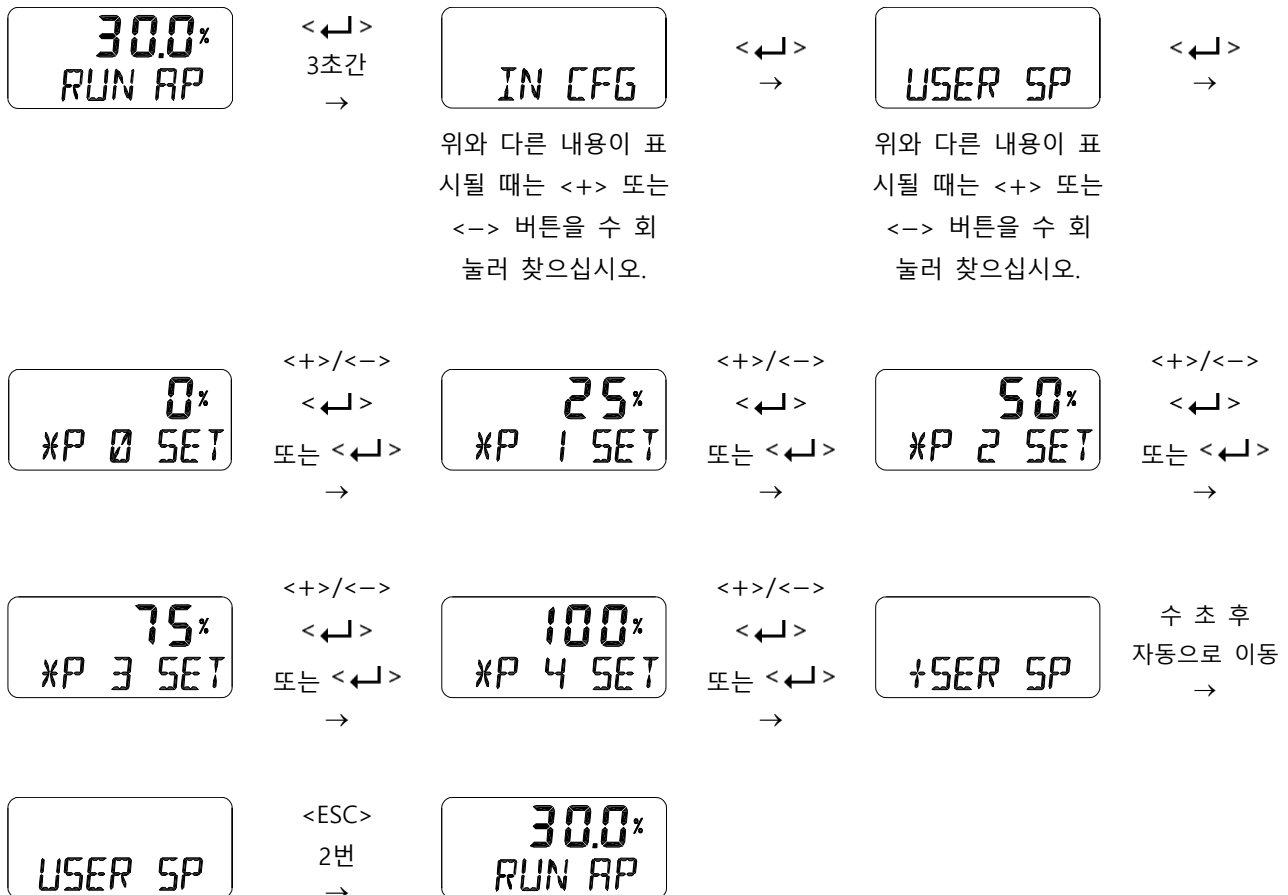 30.0%
RUN AP
<↵>
3초간
→
IN CFG
<↵>
→
USER SP
<↵>
→
위와 다른 내용이 표
시될 때는 <+> 또는
<−> 버튼을 수 회
눌러 찾으십시오.
위와 다른 내용이 표
시될 때는 <+> 또는
<−> 버튼을 수 회
눌러 찾으십시오.
0%
*P 0 SET
<+>/<−>
<↵>
또는 <↵>
→
25%
*P 1 SET
<+>/<−>
<↵>
또는 <↵>
→
50%
*P 2 SET
<+>/<−>
<↵>
또는 <↵>
→
75%
*P 3 SET
<+>/<−>
<↵>
또는 <↵>
→
100%
*P 4 SET
<+>/<−>
<↵>
또는 <↵>
→
+SER SP
수 초 후
자동으로 이동
→
USER SP
<ESC>
2번
→
30.0%
RUN AP